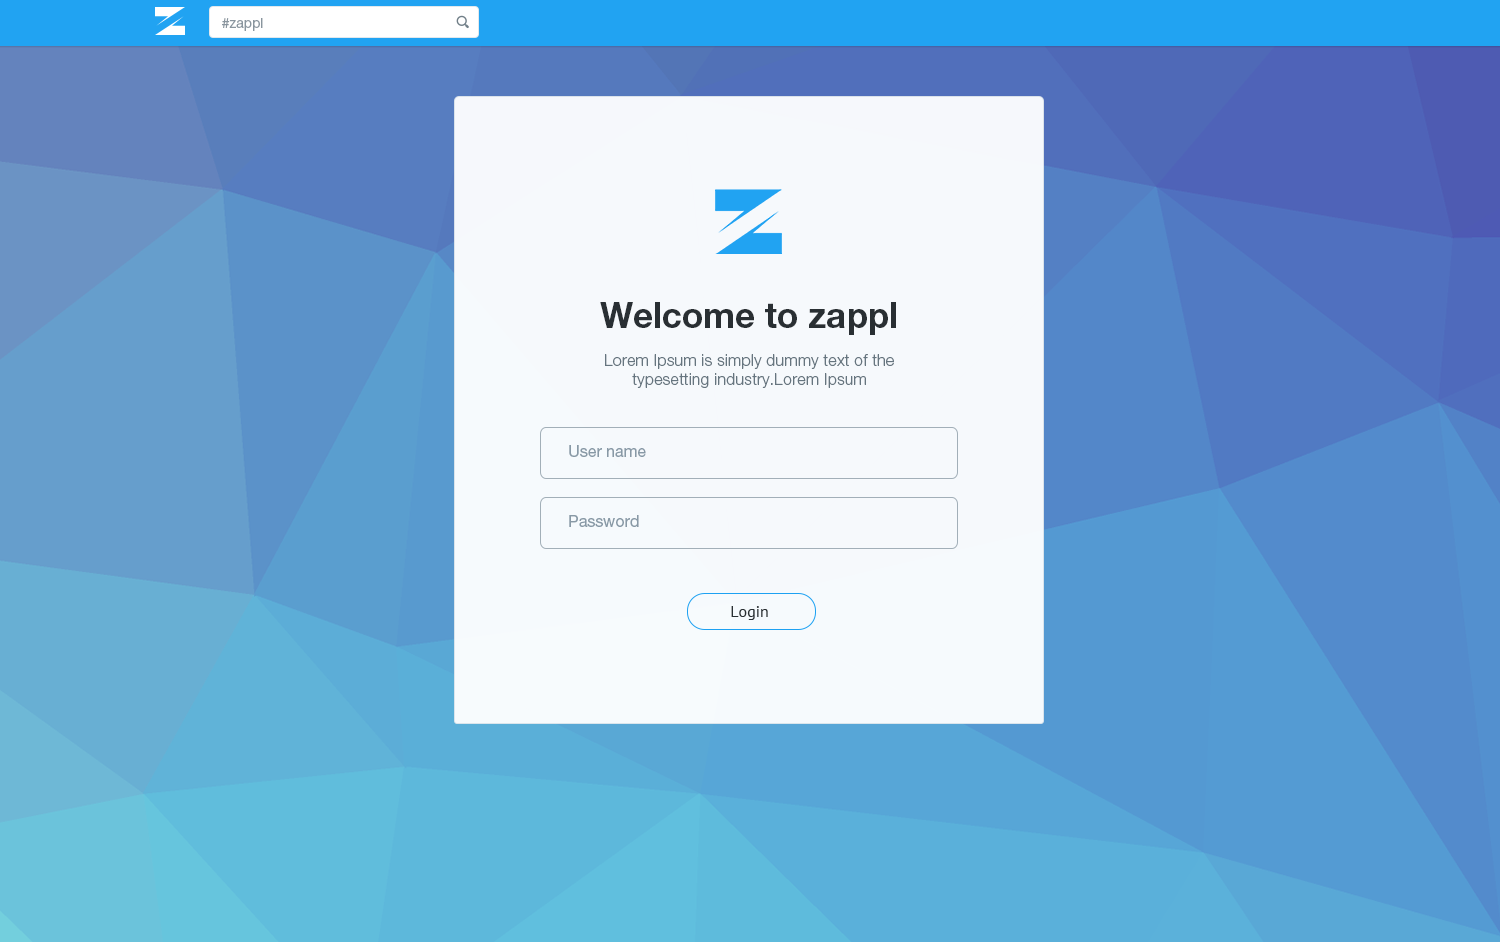 #zappl
Welcome to zappl
Lorem Ipsum is simply dummy text of the
typesetting industry.Lorem Ipsum
User name
Password
Login